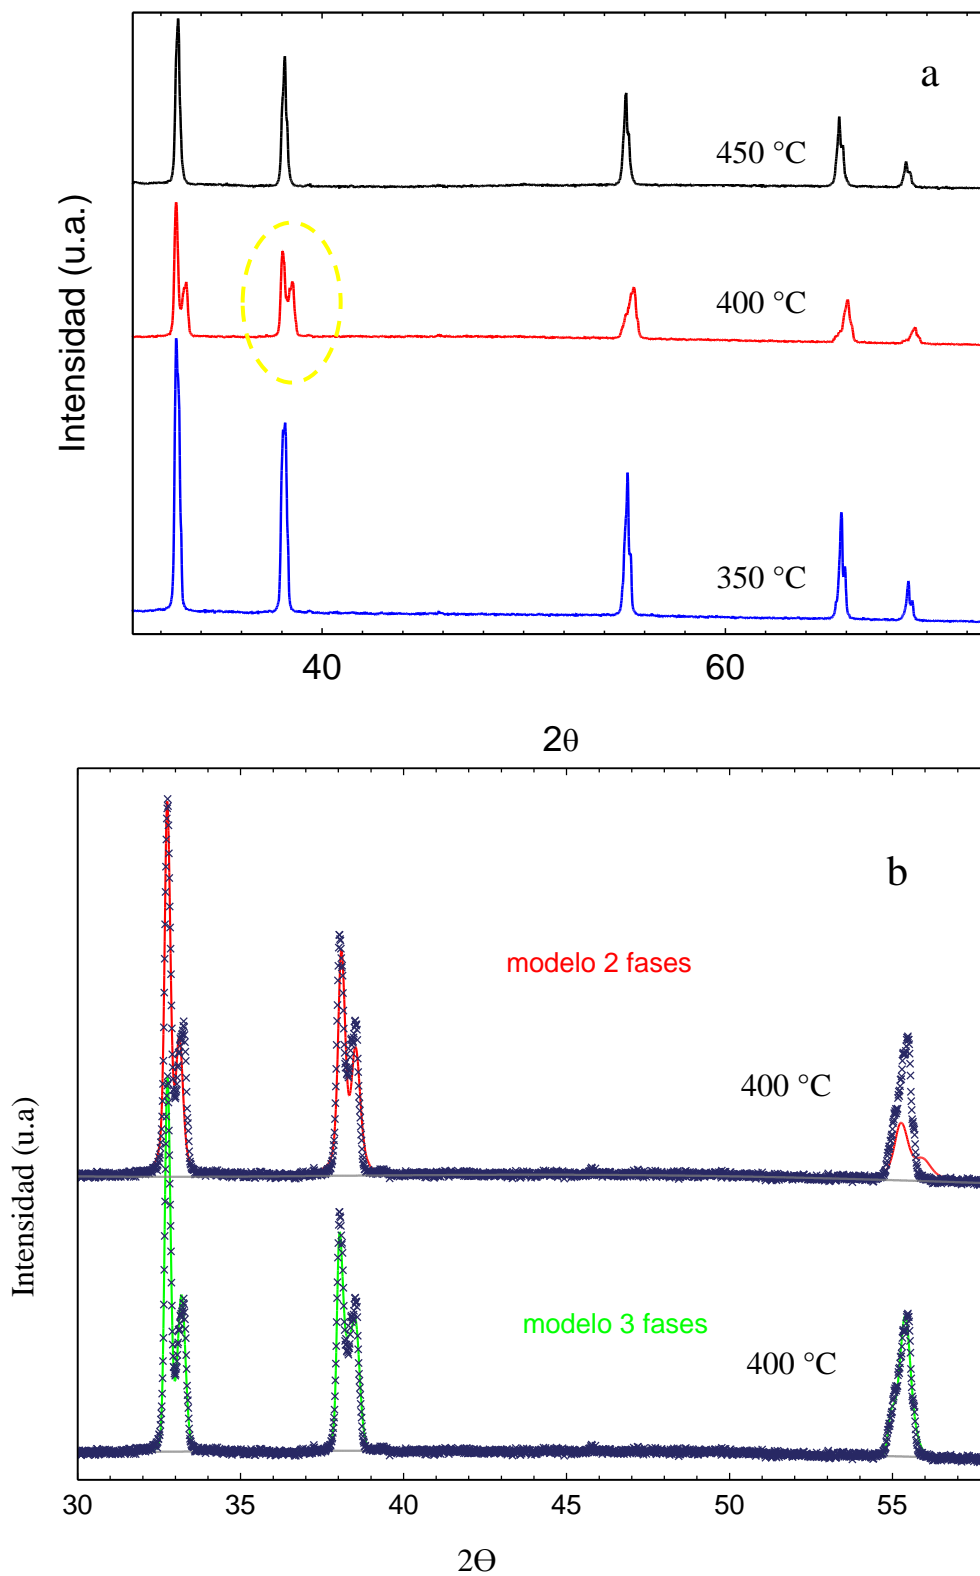 a
450 °C
Intensidad (u.a.)
400 °C
350 °C
40 60
2θ
b
modelo 2 fases
400 °C
Intensidad (u.a)
modelo 3 fases
400 °C
30 35 40 45 50 55
2Θ